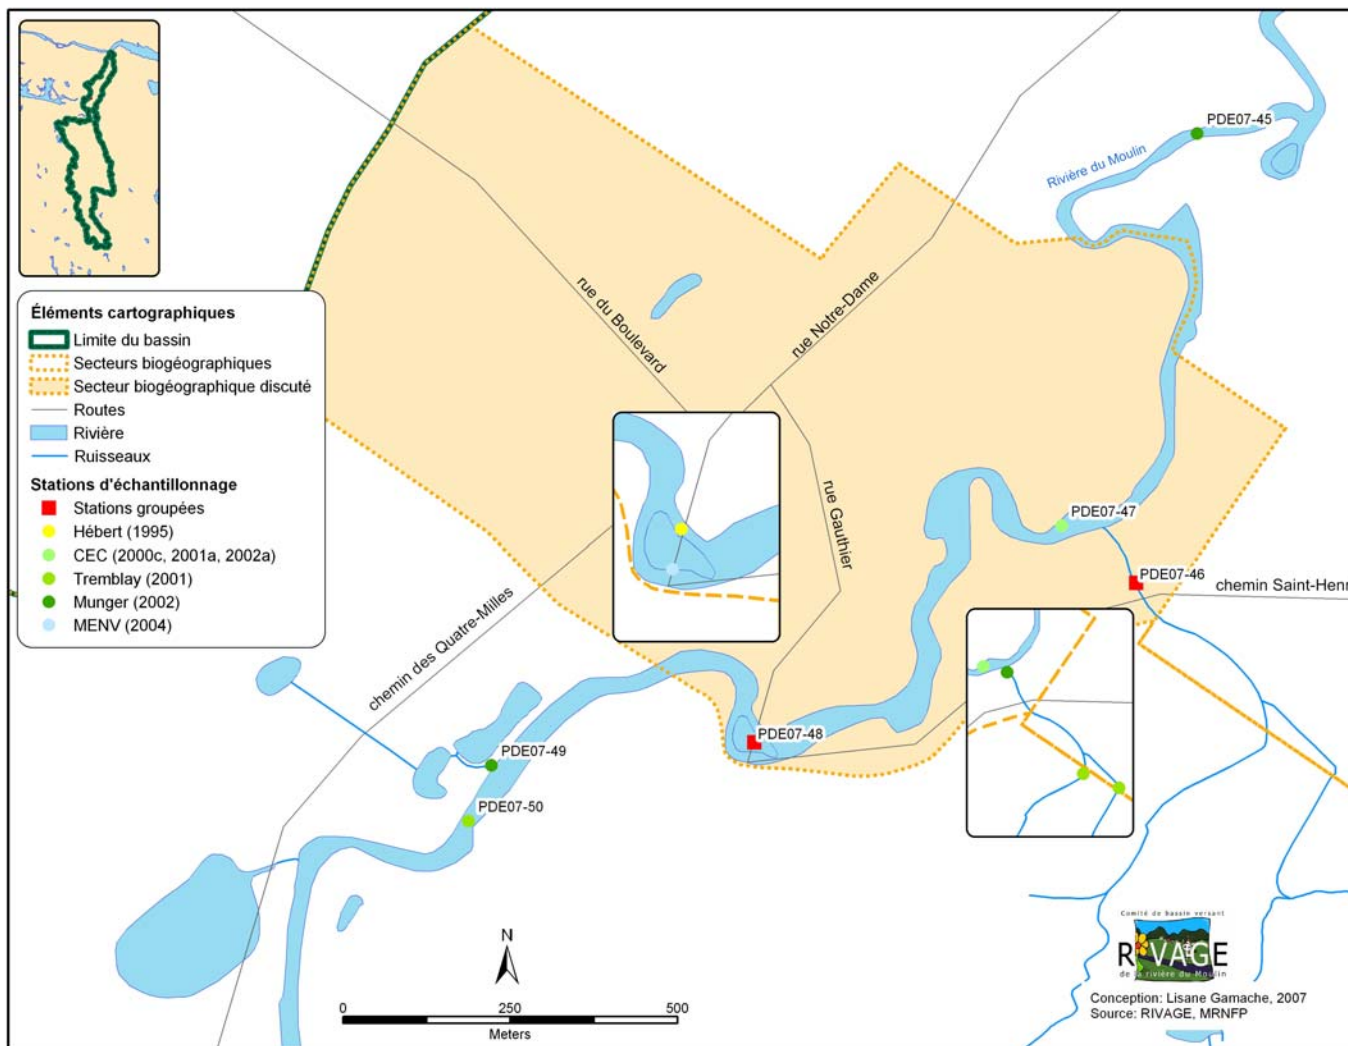 PDE07-45
Rivière du Moulin
rue du Boulevard
rue Notre-Dame
Éléments cartographiques
Limite du bassin
Secteurs biogéographiques
Secteur biogéographique discuté
Routes
Rivière
Ruisseaux
Stations d'échantillonnage
Stations groupées
Hébert (1995)
CEC (2000c, 2001a, 2002a)
Tremblay (2001)
Munger (2002)
MENV (2004)
rue Gauthier
PDE07-47
PDE07-46
chemin Saint-Henr
chemin des Quatre-Milles
PDE07-48
PDE07-49
PDE07-50
N
0 250 500
Meters
Comité de bassin versant
RIVAGE
de la rivière du Moulin
Conception: Lisane Gamache, 2007
Source: RIVAGE, MRNFP